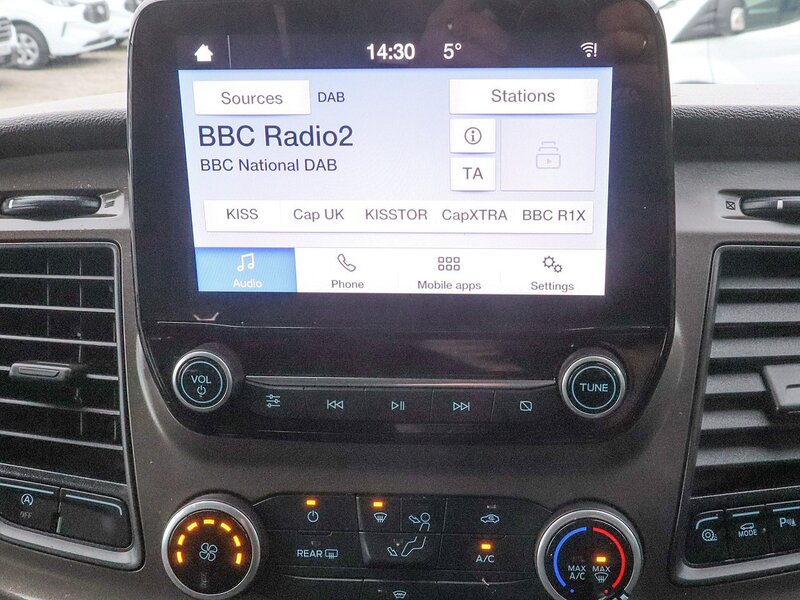 14:30 5°
Sources DAB Stations
BBC Radio2
BBC National DAB
TA
KISS Cap UK KISSTOR CapXTRA BBC R1X
Audio Phone Mobile apps Settings
VOL TUNE
A OFF
REAR
A/C
MAX A/C MAX
MODE
P